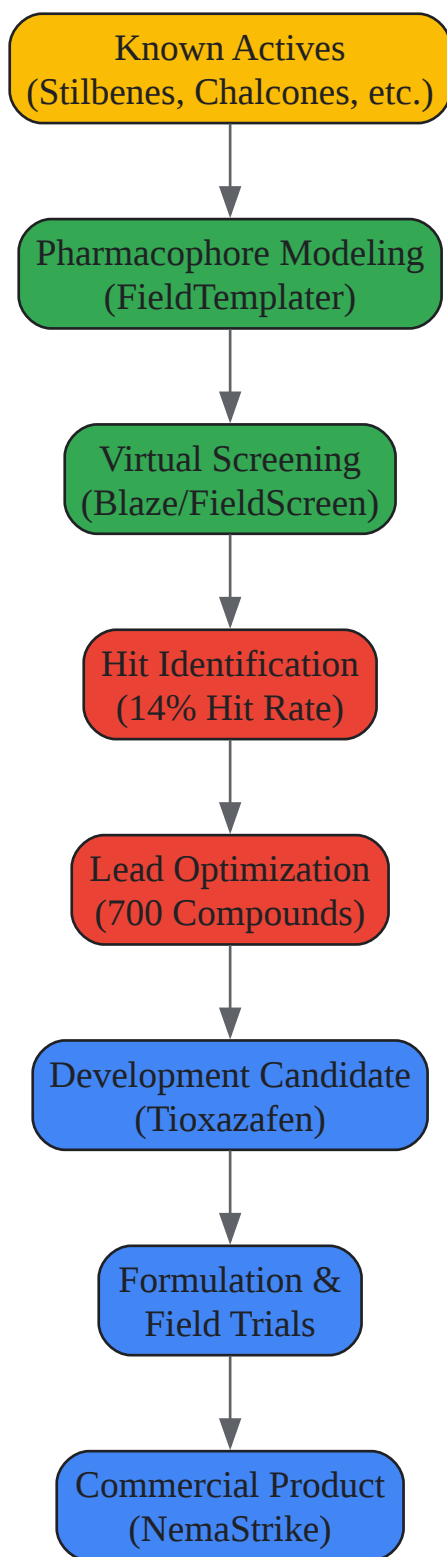 Known Actives
(Stilbenes, Chalcones, etc.)
Pharmacophore Modeling
(FieldTemplater)
Virtual Screening
(Blaze/FieldScreen)
Hit Identification
(14% Hit Rate)
Lead Optimization
(700 Compounds)
Development Candidate
(Tioxazafen)
Formulation &
Field Trials
Commercial Product
(NemaStrike)